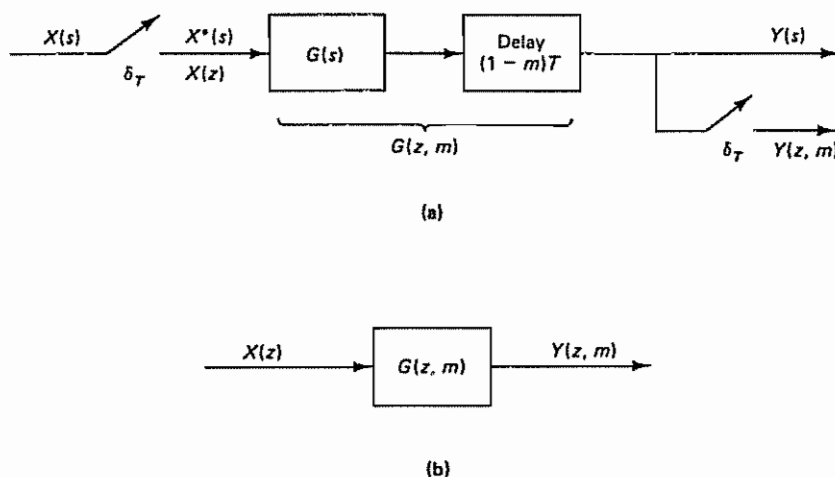 X(s)
δT
X*(s)
X(z)
G(s)
Delay
(1 − m)T
Y(s)
G(z, m)
δT
Y(z, m)
(a)
X(z)
G(z, m)
Y(z, m)
(b)